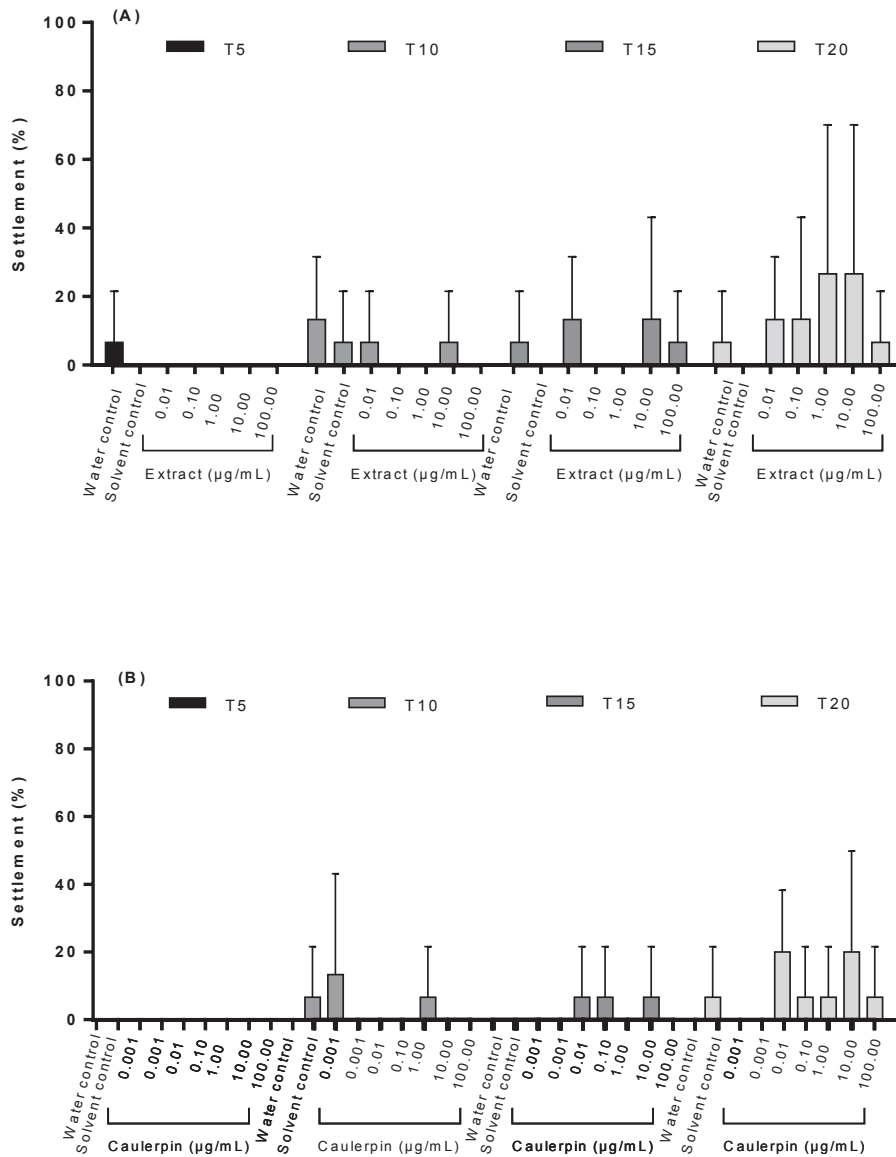 (A)
100
80
60
40
20
0
Settlement (%)
T5 T10 T15 T20
Water control Solvent control 0.01 0.10 1.00 10.00 100.00 Water control Solvent control 0.01 0.10 1.00 10.00 100.00 Water control Solvent control 0.01 0.10 1.00 10.00 100.00 Water control Solvent control 0.01 0.10 1.00 10.00 100.00
Extract (µg/mL) Extract (µg/mL) Extract (µg/mL) Extract (µg/mL)
(B)
100
80
60
40
20
0
Settlement (%)
T5 T10 T15 T20
Water control Solvent control 0.001 0.001 0.01 0.10 1.00 10.00 100.00 Water control Solvent control 0.001 0.001 0.01 0.10 1.00 10.00 100.00 Water control Solvent control 0.001 0.001 0.01 0.10 1.00 10.00 100.00 Water control Solvent control 0.001 0.001 0.01 0.10 1.00 10.00 100.00
Caulerpin (µg/mL) Caulerpin (µg/mL) Caulerpin (µg/mL) Caulerpin (µg/mL)